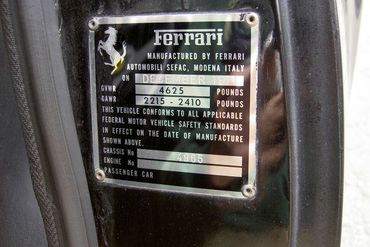 Ferrari
MANUFACTURED BY FERRARI
AUTOMOBILI SEFAC, MODENA ITALY
ON DECEMBER
GVWR 4625 POUNDS
GAWR 2215 - 2410 POUNDS
THIS VEHICLE CONFORMS TO ALL APPLICABLE
FEDERAL MOTOR VEHICLE SAFETY STANDARDS
IN EFFECT ON THE DATE OF MANUFACTURE
SHOWN ABOVE.
CHASSIS No
ENGINE No 4965
PASSENGER CAR